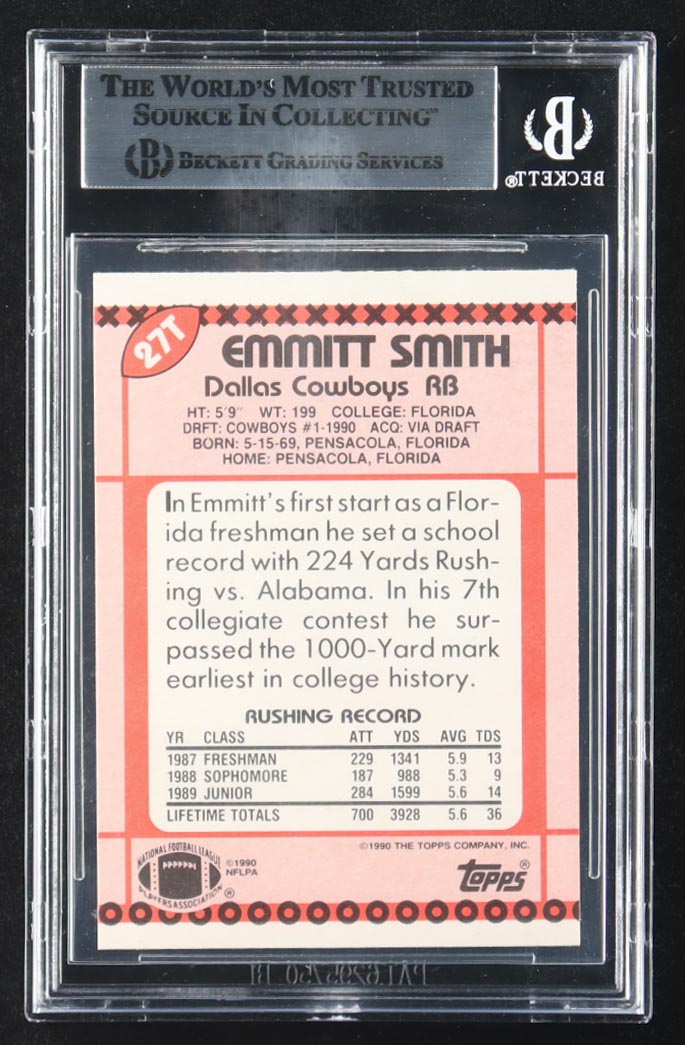 THE WORLD'S MOST TRUSTED
SOURCE IN COLLECTING™
B BECKETT GRADING SERVICES
B
BECKETT®
27T
EMMITT SMITH
Dallas Cowboys RB
HT: 5'9" WT: 199 COLLEGE: FLORIDA
DRFT: COWBOYS #1-1990 ACQ: VIA DRAFT
BORN: 5-15-69, PENSACOLA, FLORIDA
HOME: PENSACOLA, FLORIDA
In Emmitt's first start as a Flor-
ida freshman he set a school
record with 224 Yards Rush-
ing vs. Alabama. In his 7th
collegiate contest he sur-
passed the 1000-Yard mark
earliest in college history.
RUSHING RECORD
YR CLASS ATT YDS AVG TDS
1987 FRESHMAN 229 1341 5.9 13
1988 SOPHOMORE 187 988 5.3 9
1989 JUNIOR 284 1599 5.6 14
LIFETIME TOTALS 700 3928 5.6 36
©1990 THE TOPPS COMPANY, INC.
NATIONAL FOOTBALL LEAGUE
PLAYERS
PLAYERS ASSOCIATION ®
©1990
NFLPA
topps®